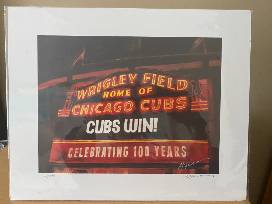 WRIGLEY FIELD
HOME OF
CHICAGO CUBS
CUBS WIN!
CELEBRATING 100 YEARS